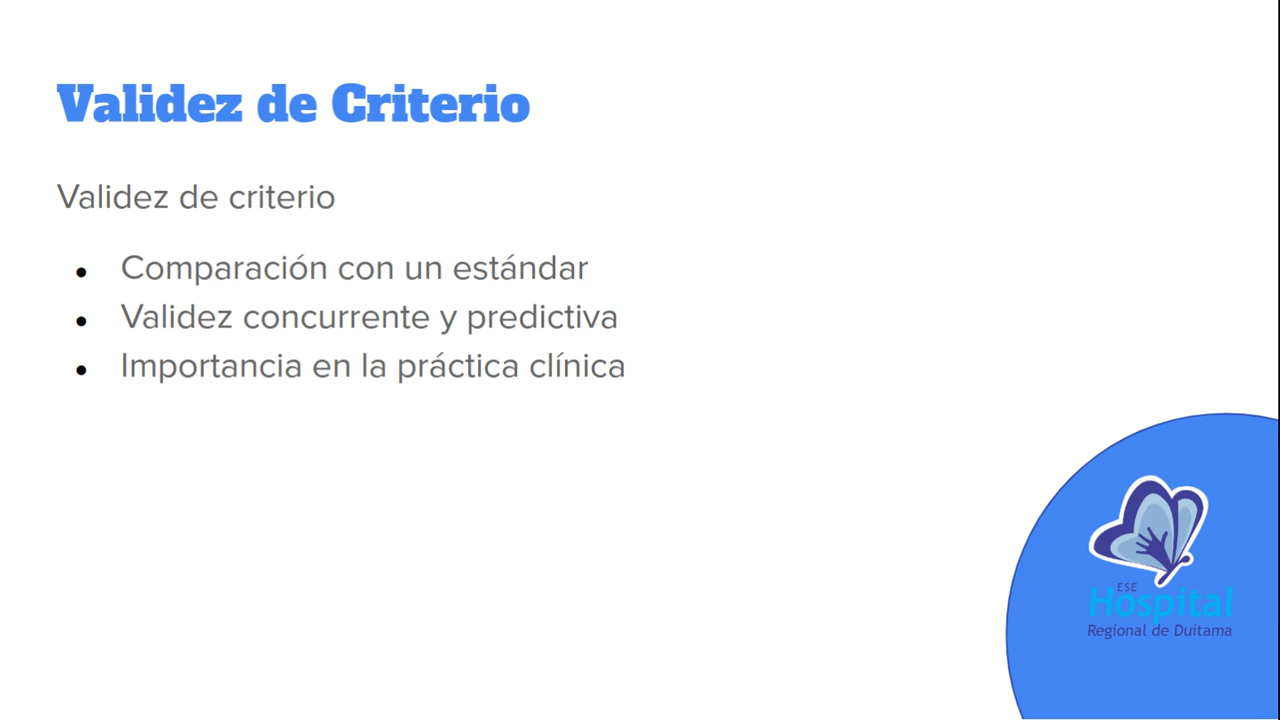 Validez de Criterio
Validez de criterio
• Comparación con un estándar
• Validez concurrente y predictiva
• Importancia en la práctica clínica
ESE
Hospital
Regional de Duitama